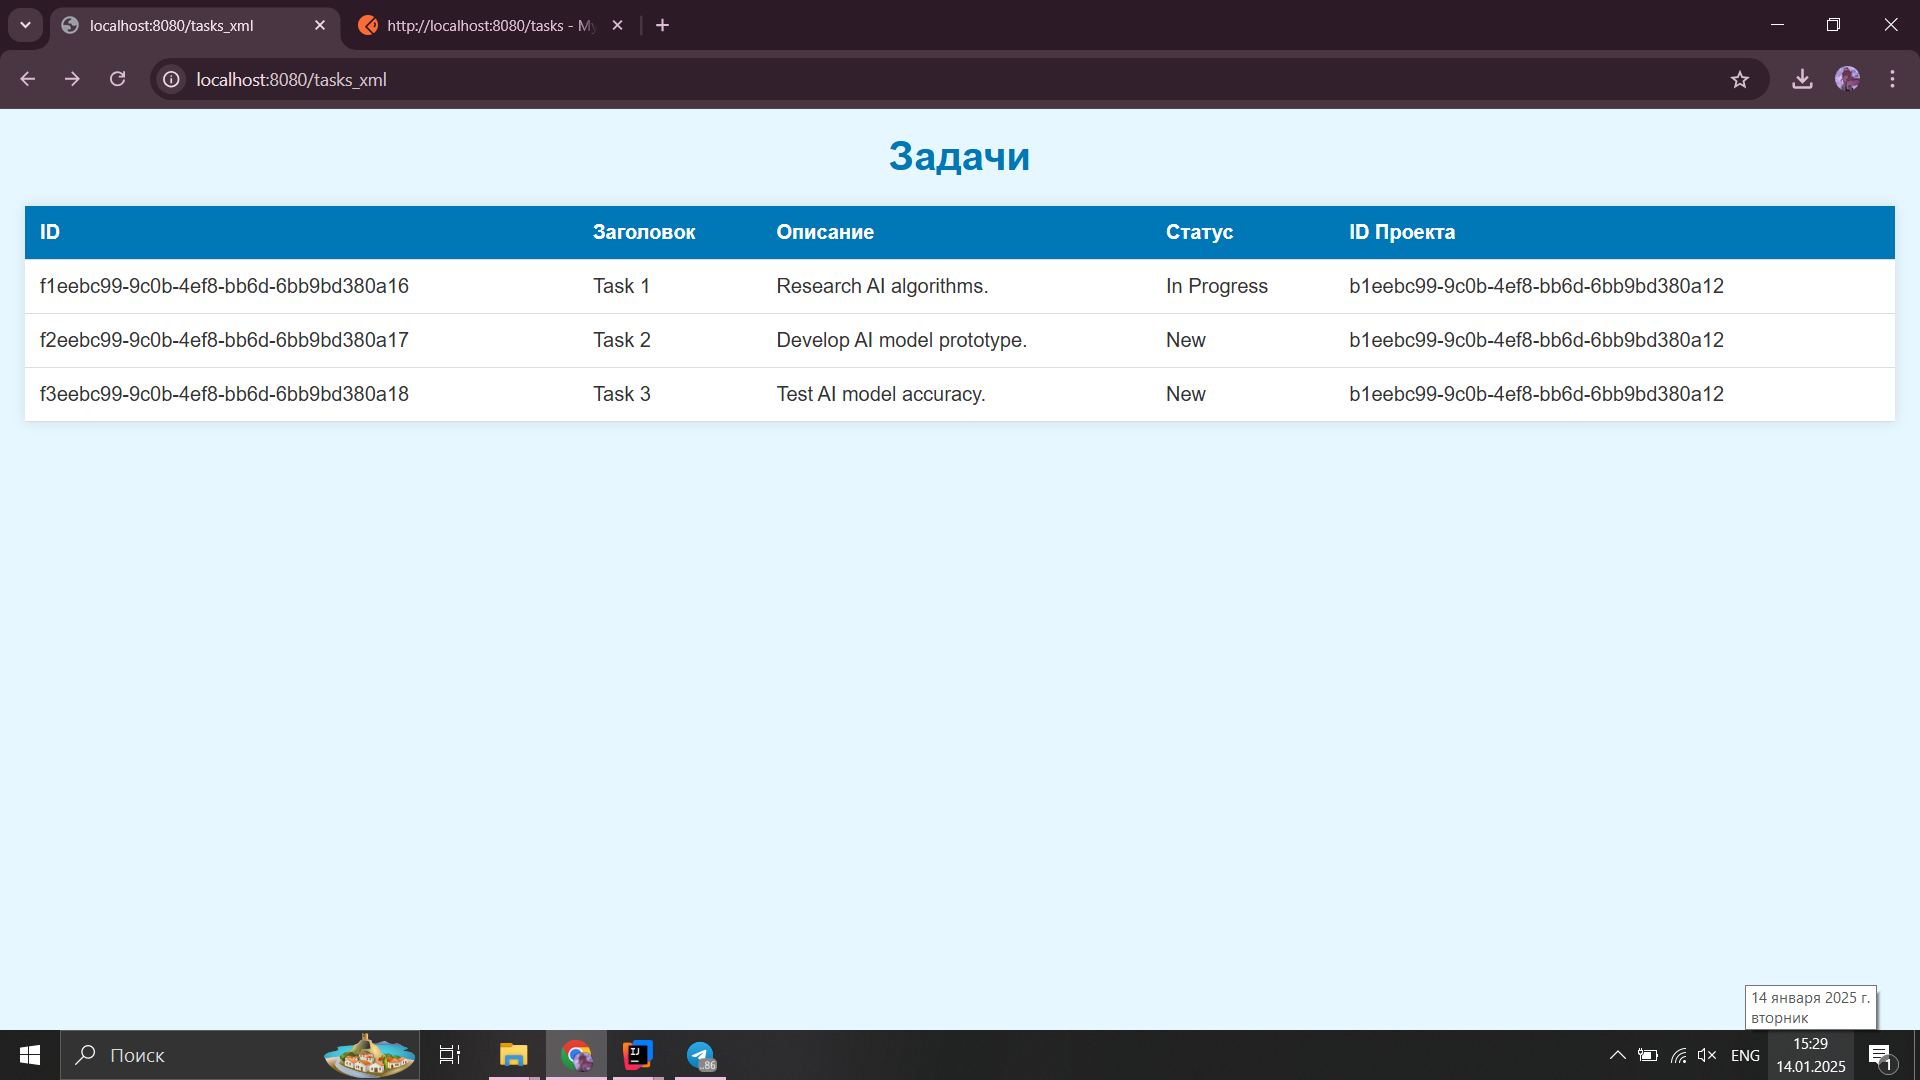 localhost:8080/tasks_xml
http://localhost:8080/tasks - My
localhost:8080/tasks_xml
Задачи
ID Заголовок Описание Статус ID Проекта
f1eebc99-9c0b-4ef8-bb6d-6bb9bd380a16 Task 1 Research AI algorithms. In Progress b1eebc99-9c0b-4ef8-bb6d-6bb9bd380a12
f2eebc99-9c0b-4ef8-bb6d-6bb9bd380a17 Task 2 Develop AI model prototype. New b1eebc99-9c0b-4ef8-bb6d-6bb9bd380a12
f3eebc99-9c0b-4ef8-bb6d-6bb9bd380a18 Task 3 Test AI model accuracy. New b1eebc99-9c0b-4ef8-bb6d-6bb9bd380a12
14 января 2025 г.
вторник
Поиск
IJ
..86
ENG
15:29
14.01.2025
1